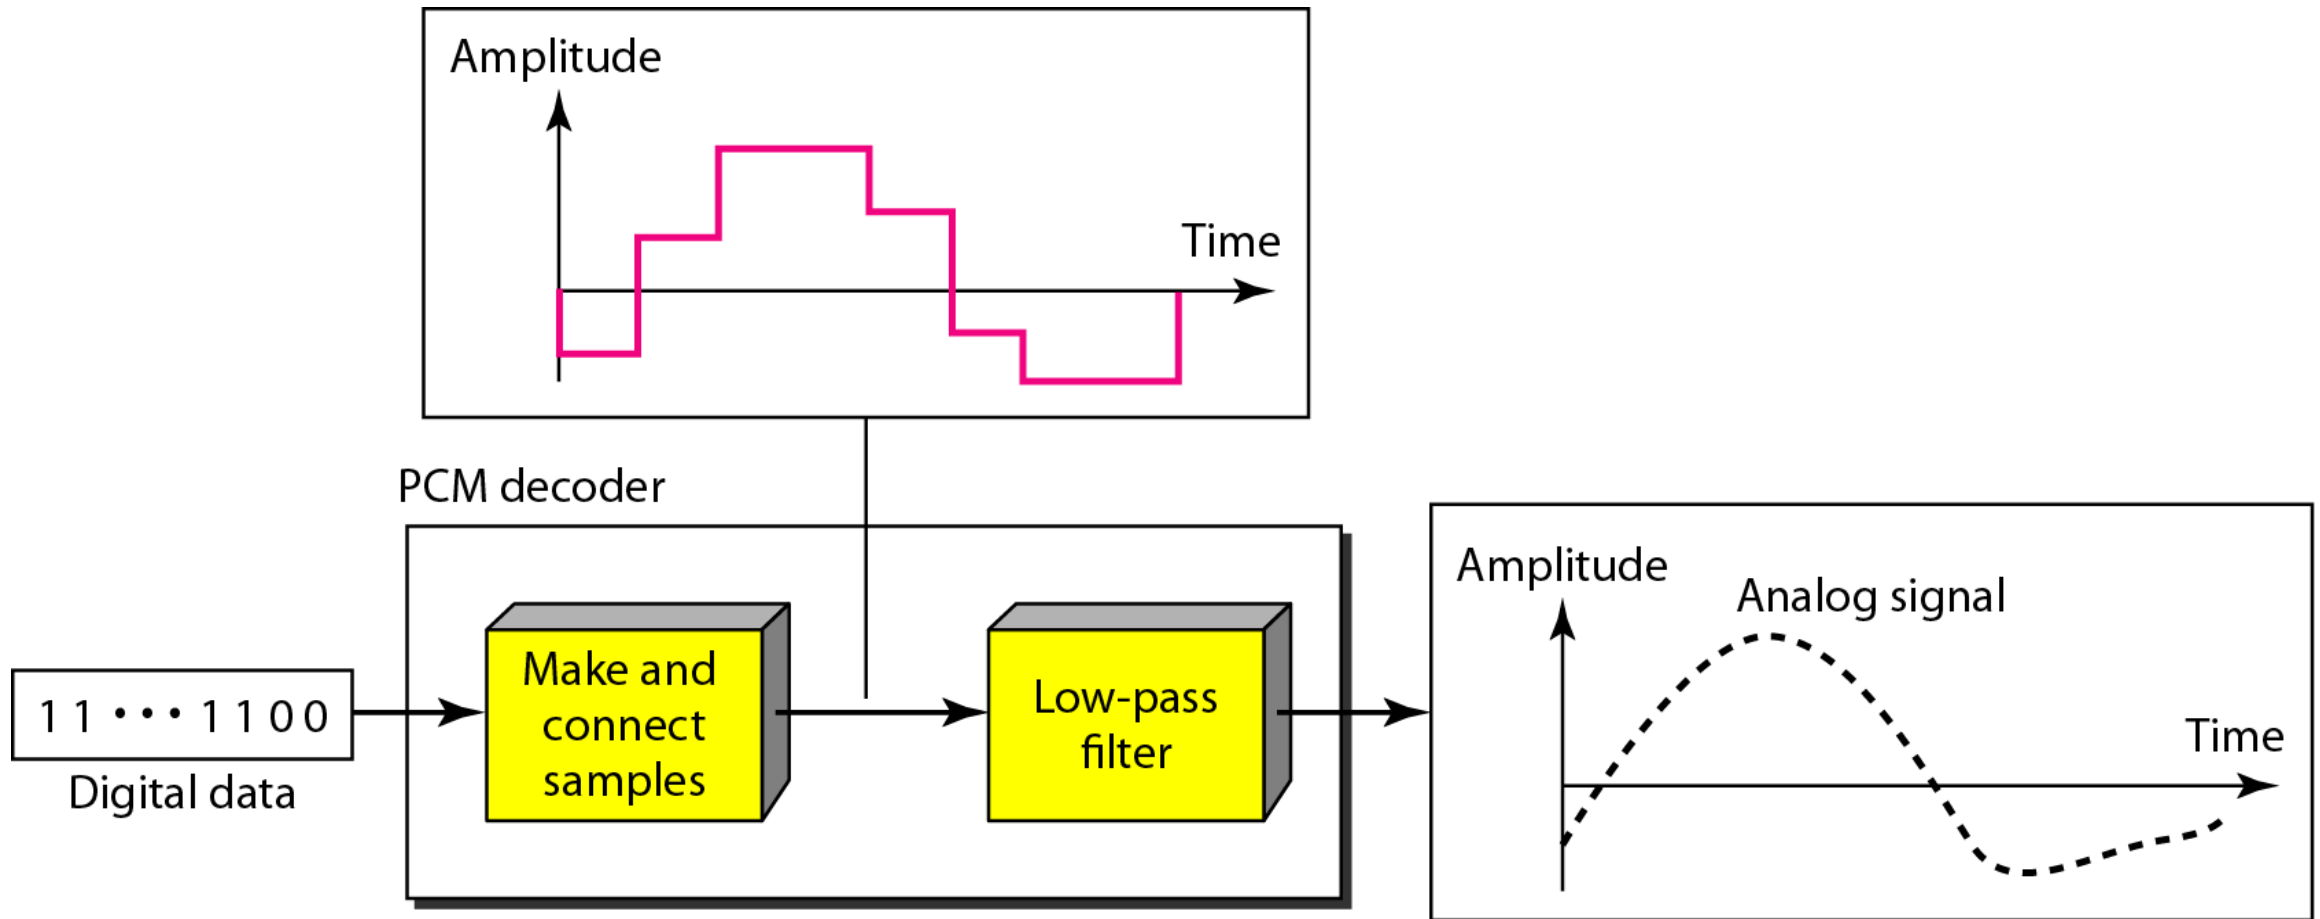 Amplitude
Time
PCM decoder
Make and
connect
samples
Low-pass
filter
1 1 • • • 1 1 0 0
Digital data
Amplitude
Analog signal
Time